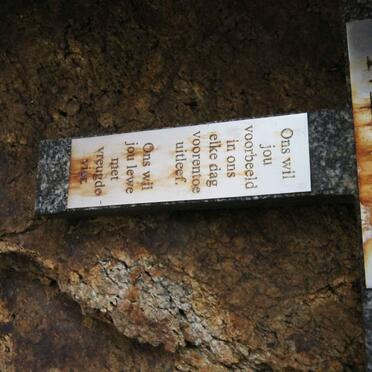 Ons wil
jou
voorbeeld
in ons
elke dag
voorentoe
uitleef.
Ons wil
jou lewe
met
vreugde -
vier.